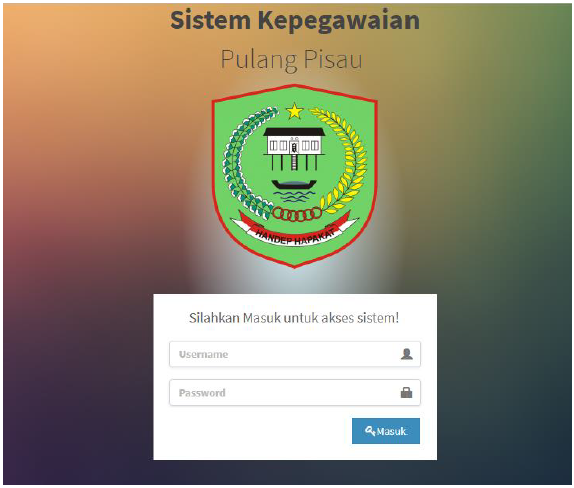 Sistem Kepegawaian
Pulang Pisau
HANDEP HAPAKAT
Silahkan Masuk untuk akses sistem!
Username
Password
Masuk